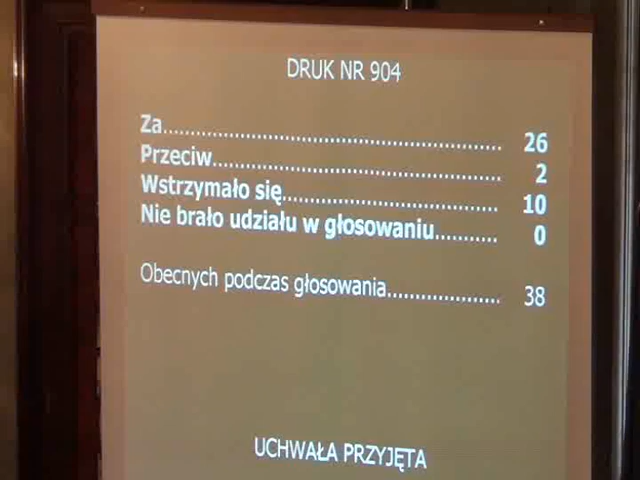 DRUK NR 904
Za............................................................... 26
Przeciw...................................................... 2
Wstrzymało się........................................ 10
Nie brało udziału w głosowaniu........... 0
Obecnych podczas głosowania.................... 38
UCHWAŁA PRZYJĘTA